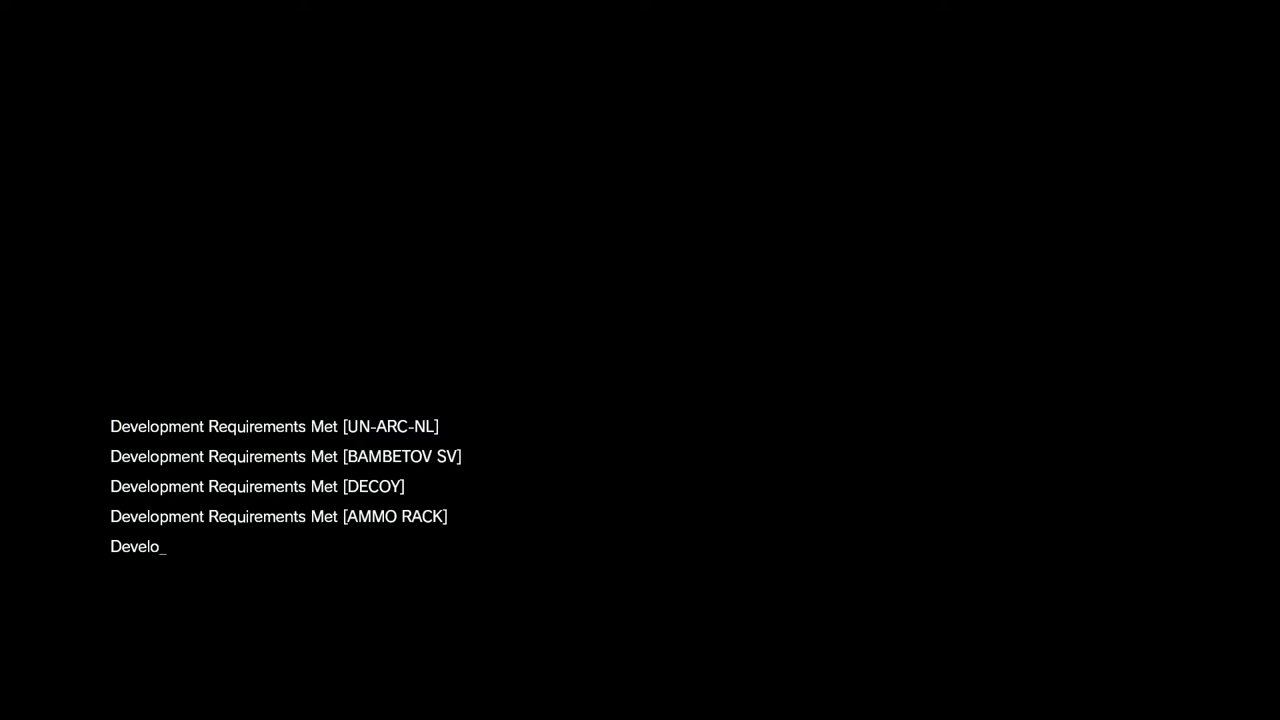 Development Requirements Met [UN-ARC-NL]
Development Requirements Met [BAMBETOV SV]
Development Requirements Met [DECOY]
Development Requirements Met [AMMO RACK]
Develo_